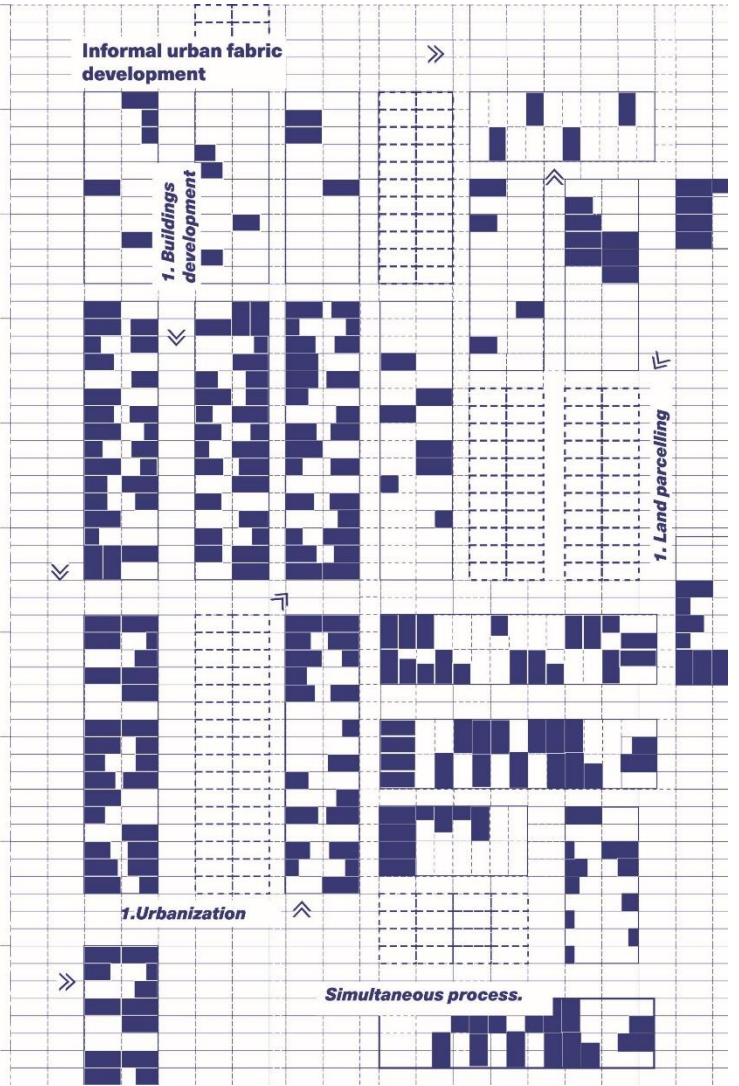 Informal urban fabric
development
1. Buildings
development
1. Land parcelling
1.Urbanization
Simultaneous process.